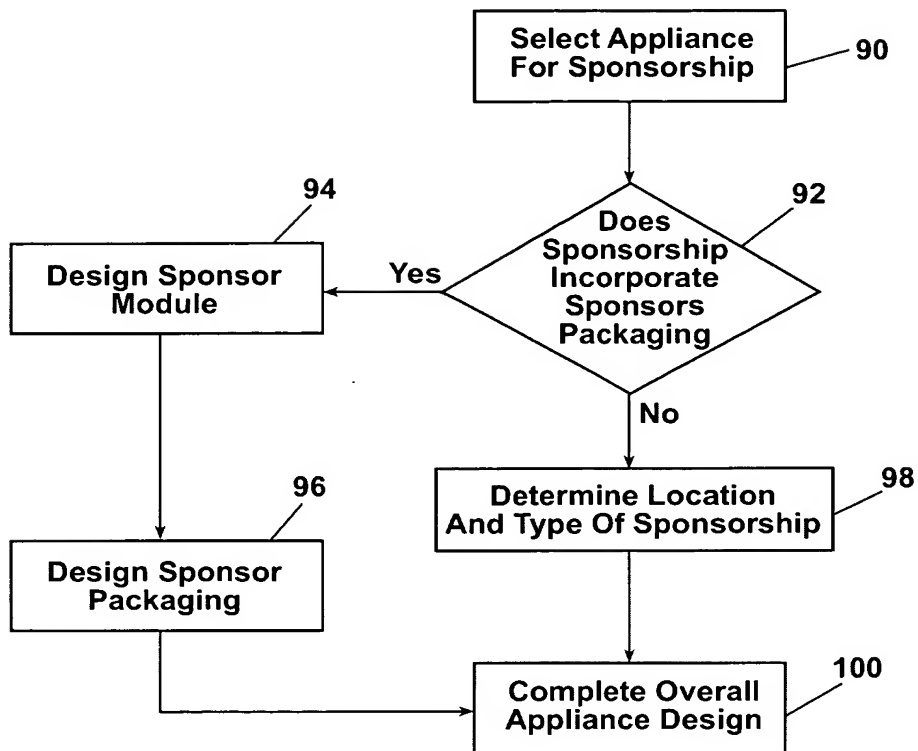 Select Appliance
For Sponsorship
90
92
Does
Sponsorship
Incorporate
Sponsors
Packaging
Yes
94
Design Sponsor
Module
No
96
Design Sponsor
Packaging
98
Determine Location
And Type Of Sponsorship
100
Complete Overall
Appliance Design